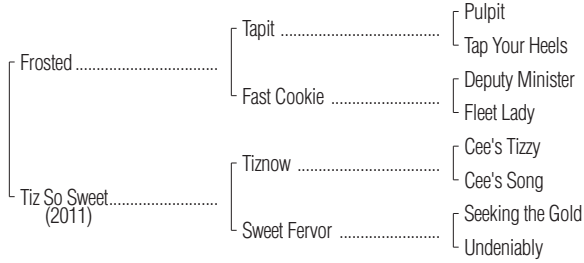 Pulpit
Tapit ..........................................
Tap Your Heels
Frosted ......................................
Deputy Minister
Fast Cookie .............................
Fleet Lady
Cee's Tizzy
Tiznow ......................................
Cee's Song
Tiz So Sweet.............................
(2011)
Seeking the Gold
Sweet Fervor ...........................
Undeniably